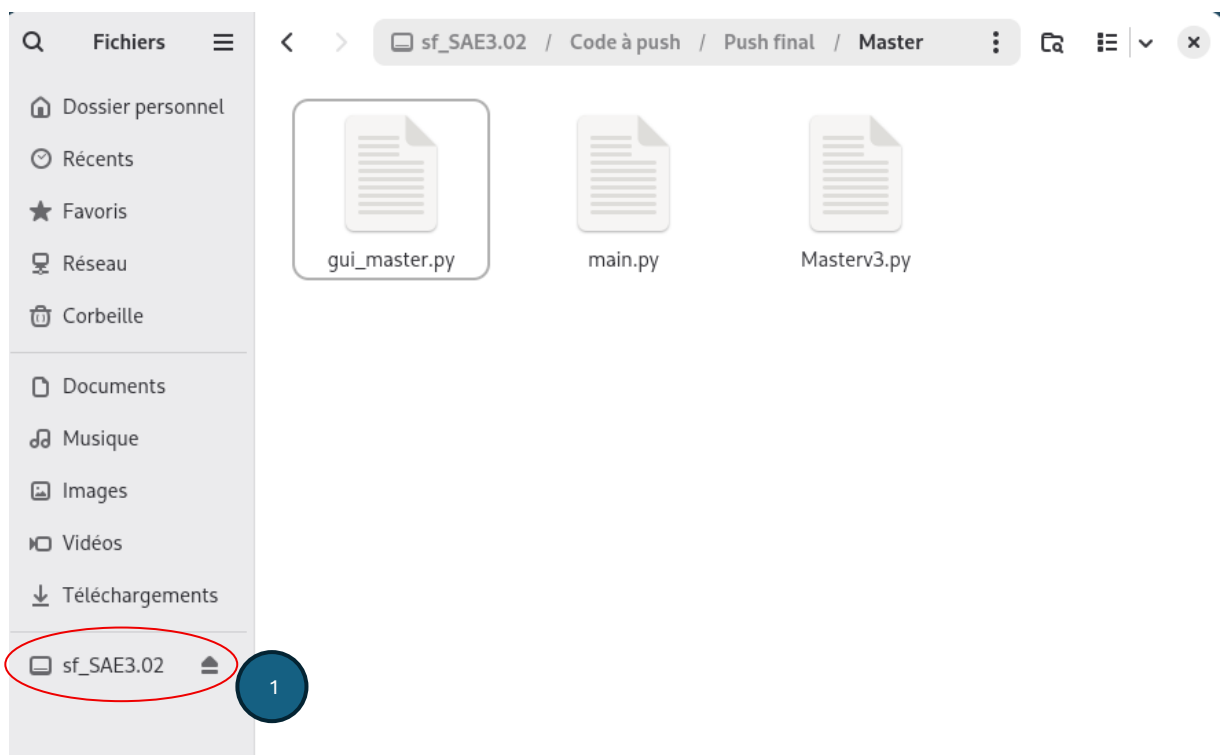 Fichiers
sf_SAE3.02 / Code à push / Push final / Master
Dossier personnel
Récents
Favoris
Réseau
Corbeille
Documents
Musique
Images
Vidéos
Téléchargements
sf_SAE3.02
1
gui_master.py
main.py
Masterv3.py